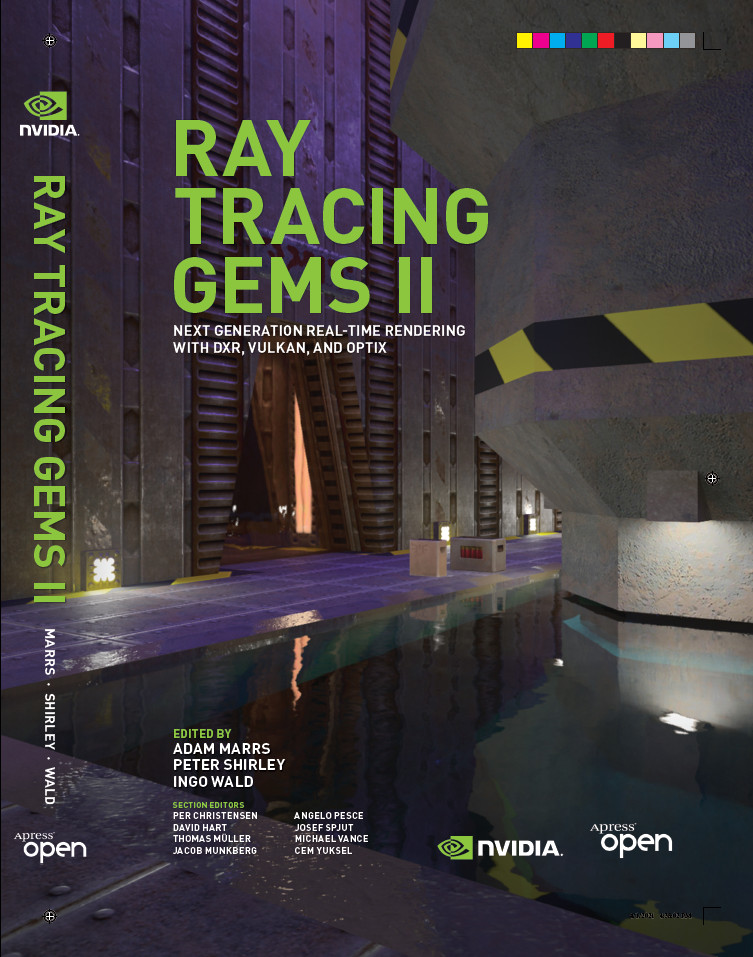 NVIDIA.
RAY TRACING GEMS II
MARRS · SHIRLEY · WALD
Apress®
open
RAY
TRACING
GEMS II
NEXT GENERATION REAL-TIME RENDERING
WITH DXR, VULKAN, AND OPTIX
EDITED BY
ADAM MARRS
PETER SHIRLEY
INGO WALD
SECTION EDITORS
PER CHRISTENSEN
DAVID HART
THOMAS MÜLLER
JACOB MUNKBERG
ANGELO PESCE
JOSEF SPJUT
MICHAEL VANCE
CEM YUKSEL
NVIDIA.
Apress®
open